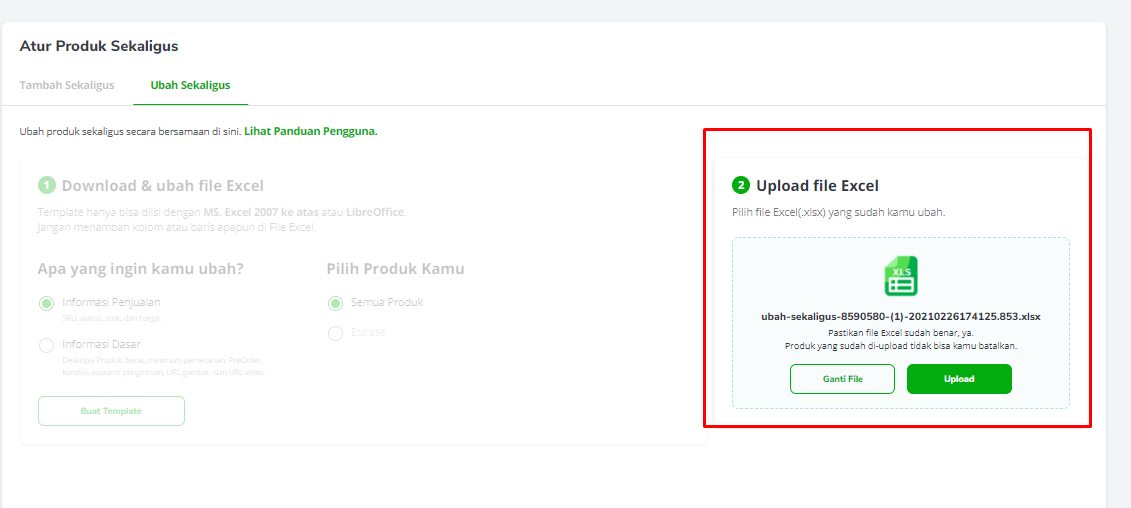 Atur Produk Sekaligus
Tambah Sekaligus
Ubah Sekaligus
Ubah produk sekaligus secara bersamaan di sini. Lihat Panduan Pengguna.
1 Download & ubah file Excel
Template hanya bisa diisi dengan MS. Excel 2007 ke atas atau LibreOffice.
Jangan menambah kolom atau baris apapun di File Excel.
Apa yang ingin kamu ubah?
Informasi Penjualan
SKU, status, stok, dan harga.
Informasi Dasar
Deskripsi Produk, berat, minimum pemesanan, PreOrder,
kondisi, asuransi pengiriman, URL gambar, dan URL video.
Buat Template
Pilih Produk Kamu
Semua Produk
Etalase
2 Upload file Excel
Pilih file Excel(.xlsx) yang sudah kamu ubah.
XLS
ubah-sekaligus-8590580-(1)-20210226174125.853.xlsx
Pastikan file Excel sudah benar, ya.
Produk yang sudah di-upload tidak bisa kamu batalkan.
Ganti File
Upload